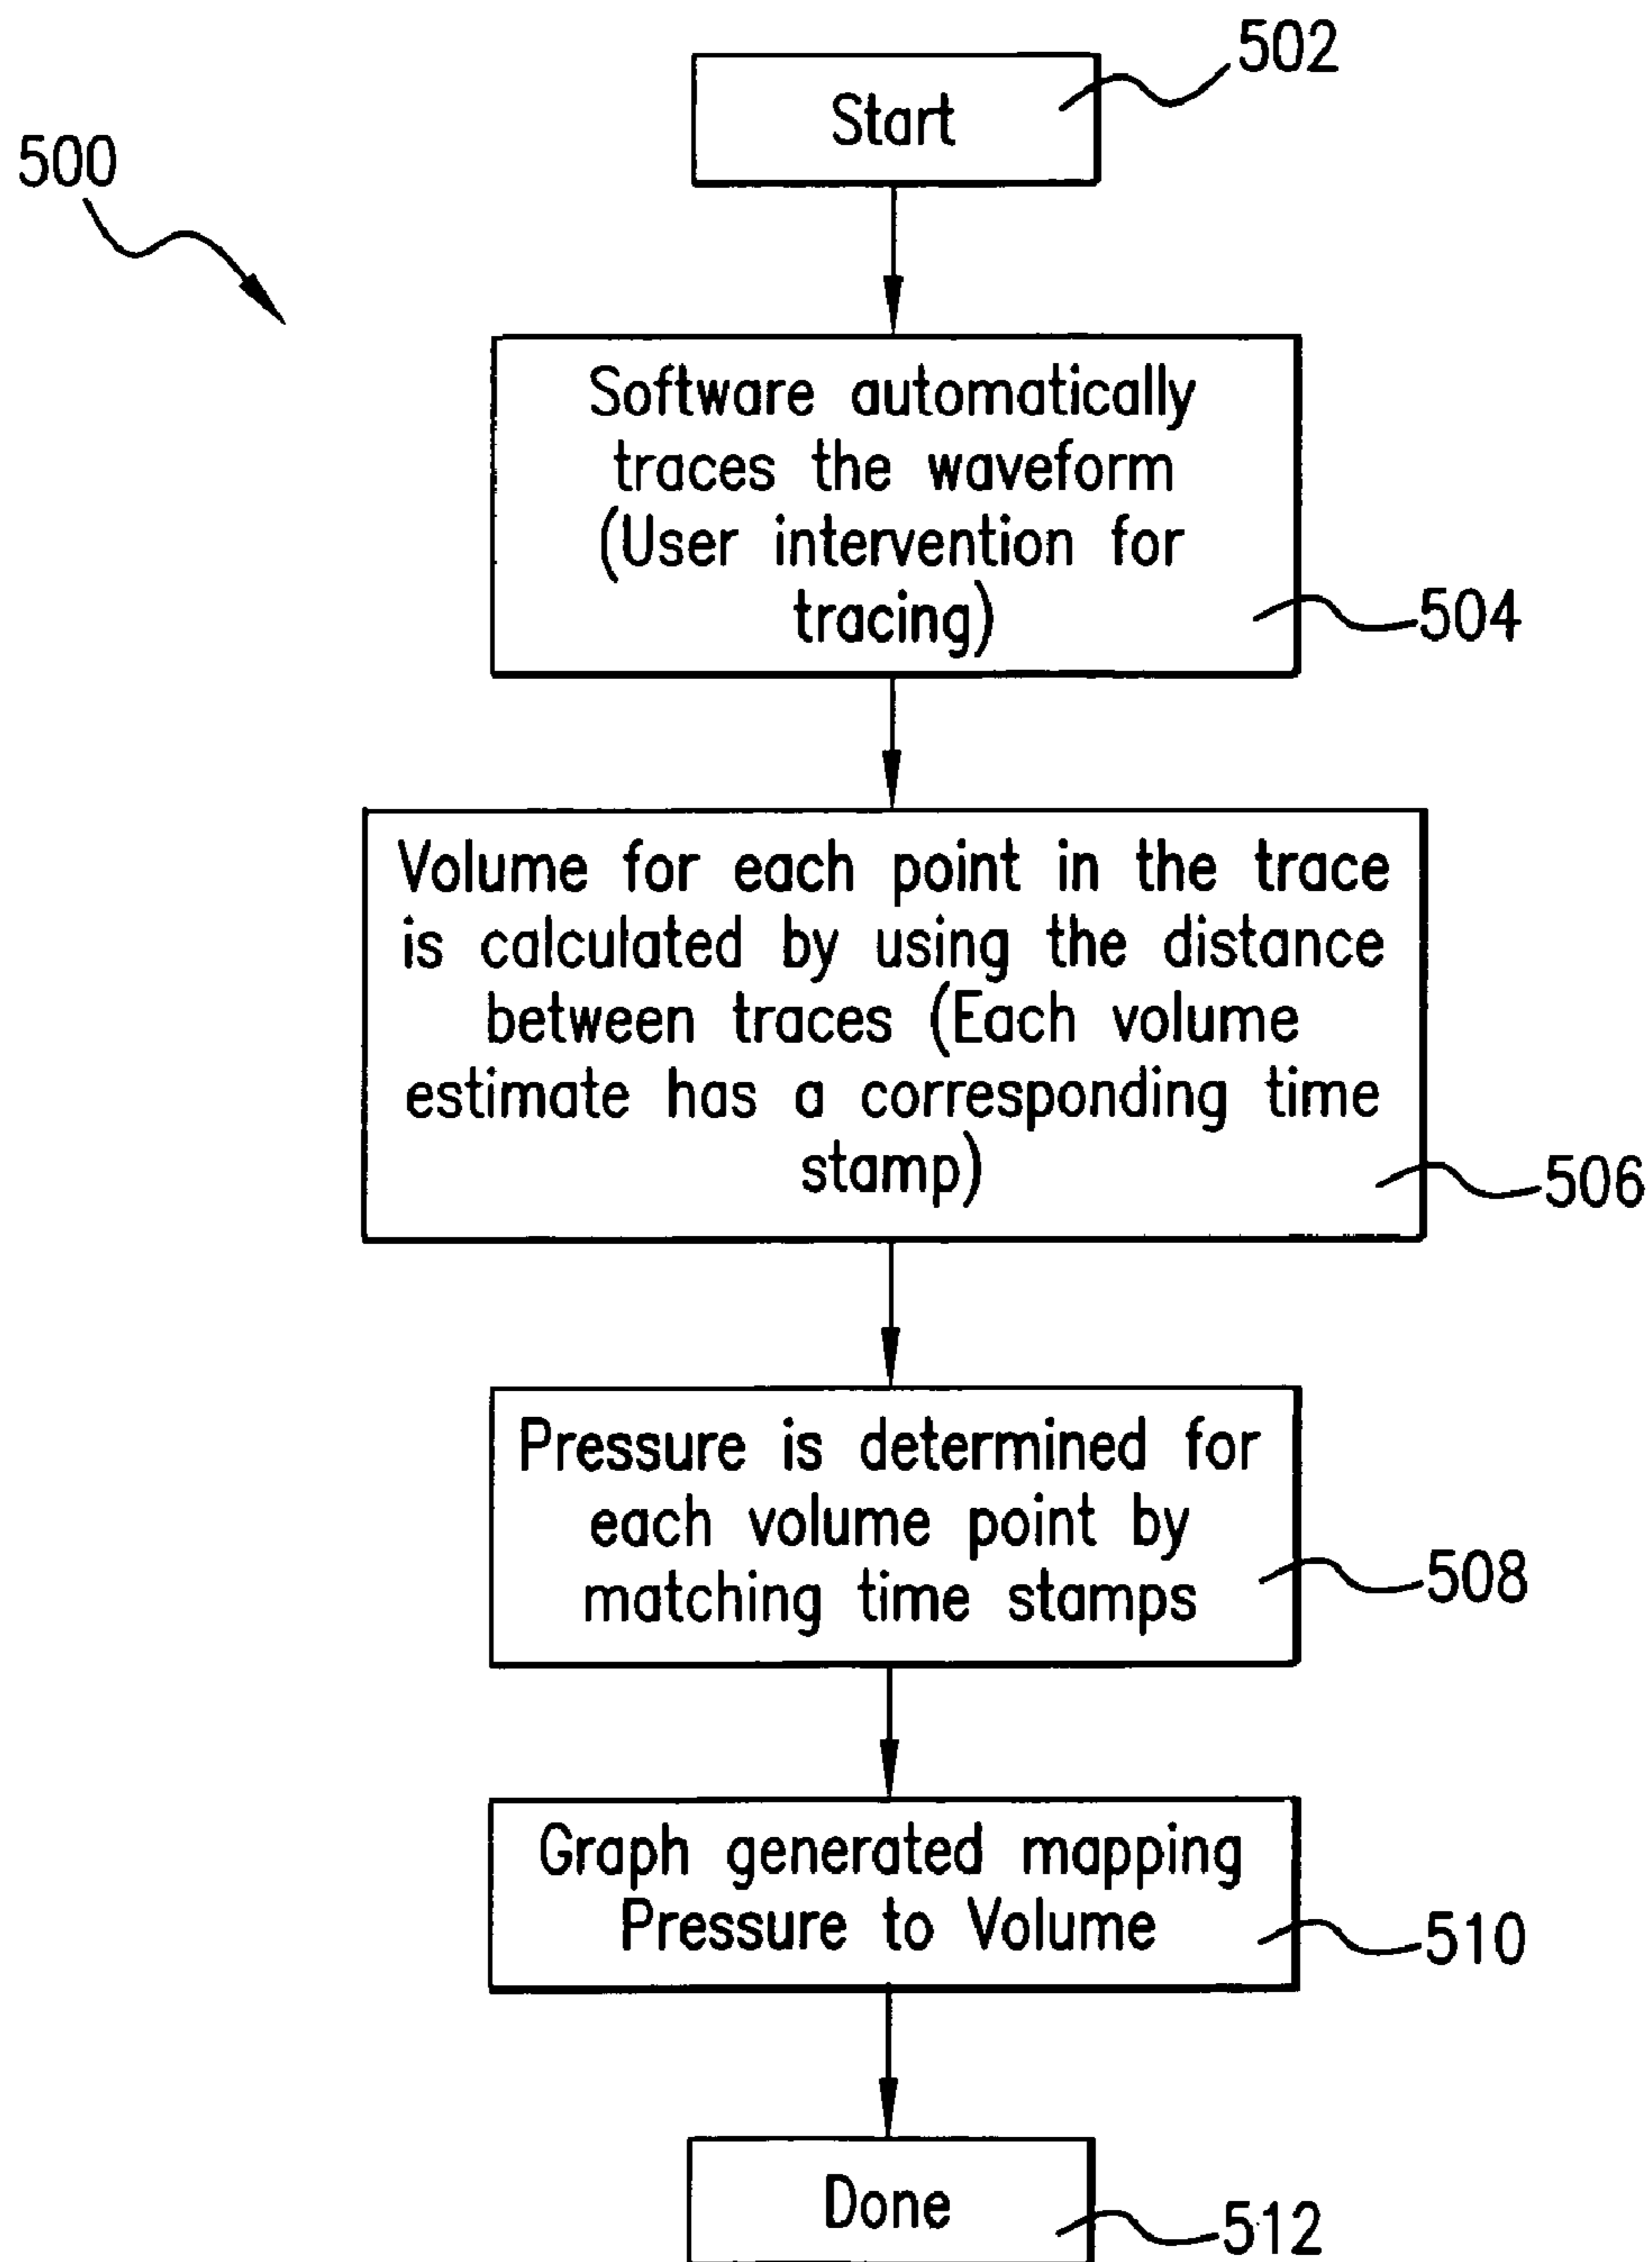 502
Start
500
Software automatically
traces the waveform
(User intervention for
tracing)
504
Volume for each point in the trace
is calculated by using the distance
between traces (Each volume
estimate has a corresponding time
stamp)
506
Pressure is determined for
each volume point by
matching time stamps
508
Graph generated mapping
Pressure to Volume
510
Done
512